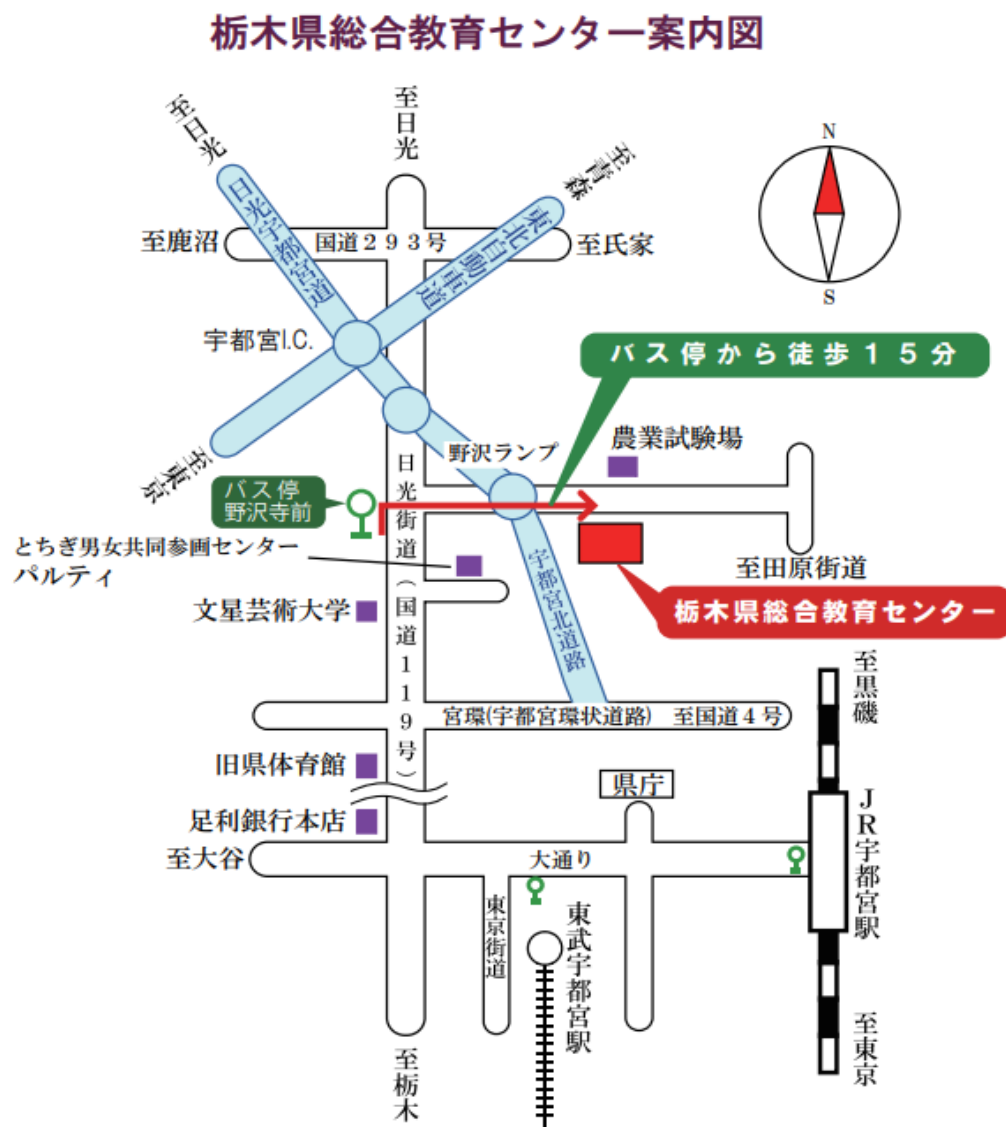 栃木県総合教育センター案内図
至日光
至日光
至青森
N
S
日光宇都宮道
東北自動車道
至鹿沼
国道２９３号
至氏家
宇都宮I.C.
バス停から徒歩１５分
野沢ランプ
農業試験場
至東京
バス停
野沢寺前
日光街道（国道119号）
とちぎ男女共同参画センター
パルティ
至田原街道
文星芸術大学
宇都宮北道路
栃木県総合教育センター
宮環(宇都宮環状道路)　至国道４号
至黒磯
旧県体育館
県庁
足利銀行本店
JR宇都宮駅
至大谷
大通り
東京街道
東武宇都宮駅
至東京
至栃木